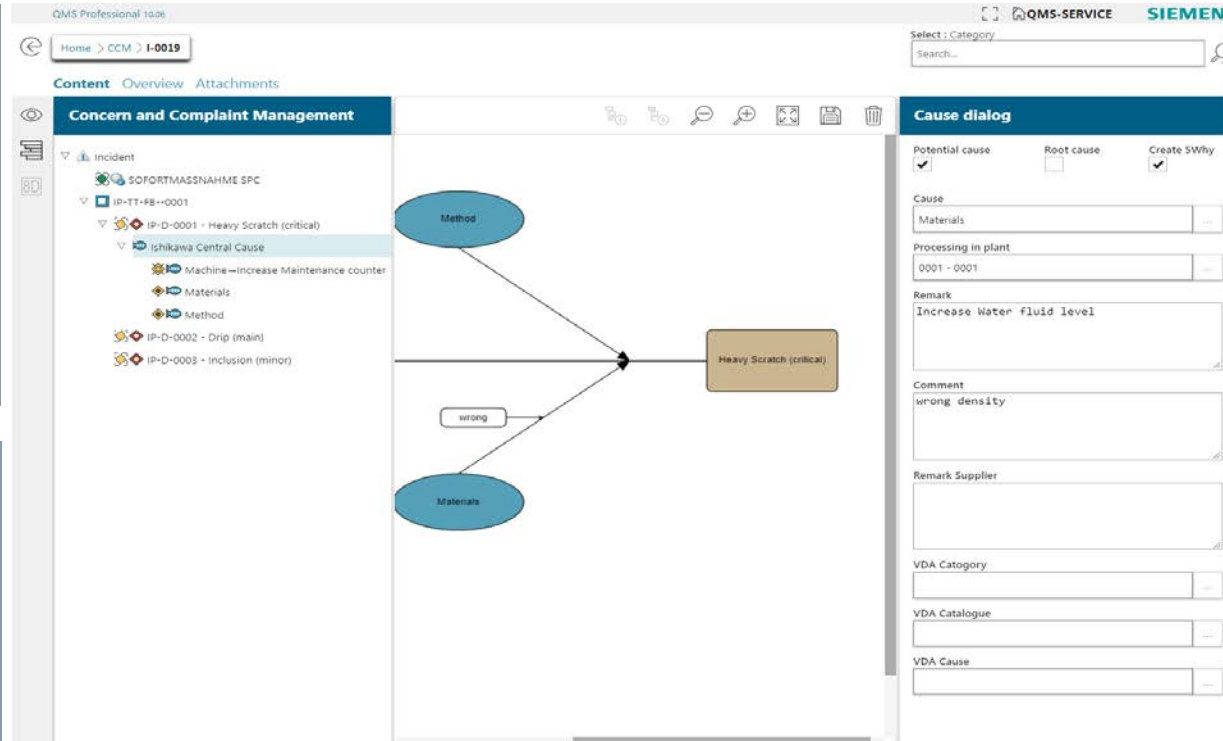 QMS Professional 10.06
QMS-SERVICE
SIEMEN
Home > CCM > I-0019
Select : Category
Search...
Content Overview Attachments
Concern and Complaint Management
Incident
SOFORTMASSNAHME SPC
IP-TT-FB--0001
IP-D-0001 - Heavy Scratch (critical)
Ishikawa Central Cause
Machine—Increase Maintenance counter
Materials
Method
IP-D-0002 - Drip (main)
IP-D-0003 - Inclusion (minor)
8D
Method
Heavy Scratch (critical)
wrong
Materials
Cause dialog
Potential cause Root cause Create 5Why
Cause
Materials
...
Processing in plant
0001 - 0001
...
Remark
Increase Water fluid level
Comment
wrong density
Remark Supplier
VDA Catogory
...
VDA Catalogue
...
VDA Cause
...